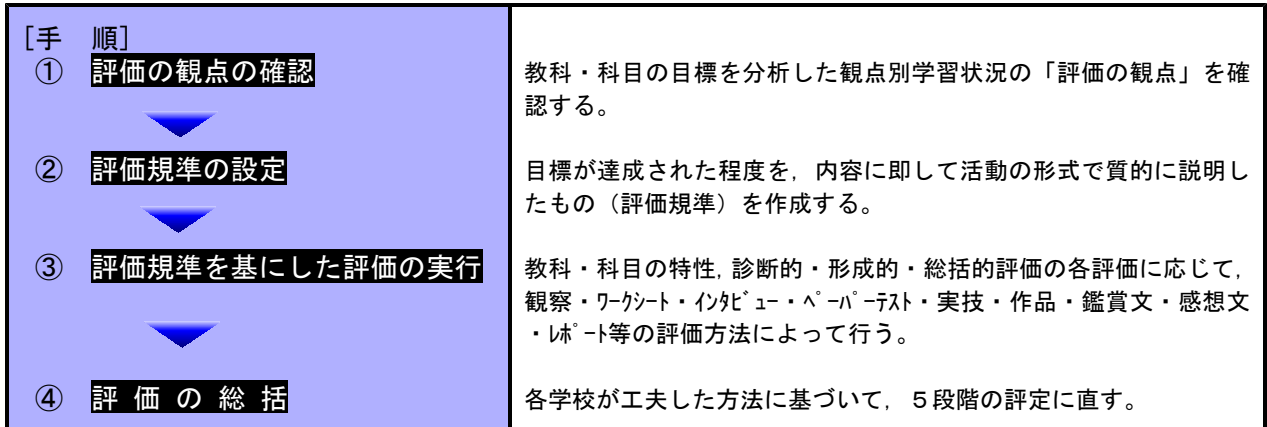 ［手　順］
①　評価の観点の確認
教科・科目の目標を分析した観点別学習状況の「評価の観点」を確
認する。
②　評価規準の設定
目標が達成された程度を，内容に即して活動の形式で質的に説明し
たもの（評価規準）を作成する。
③　評価規準を基にした評価の実行
教科・科目の特性，診断的・形成的・総括的評価の各評価に応じて，
観察・ﾜｰｸｼｰﾄ・ｲﾝﾀﾋﾞｭｰ・ﾍﾟｰﾊﾟｰﾃｽﾄ・実技・作品・鑑賞文・感想文
・ﾚﾎﾟｰﾄ等の評価方法によって行う。
④　評 価 の 総 括
各学校が工夫した方法に基づいて，５段階の評定に直す。